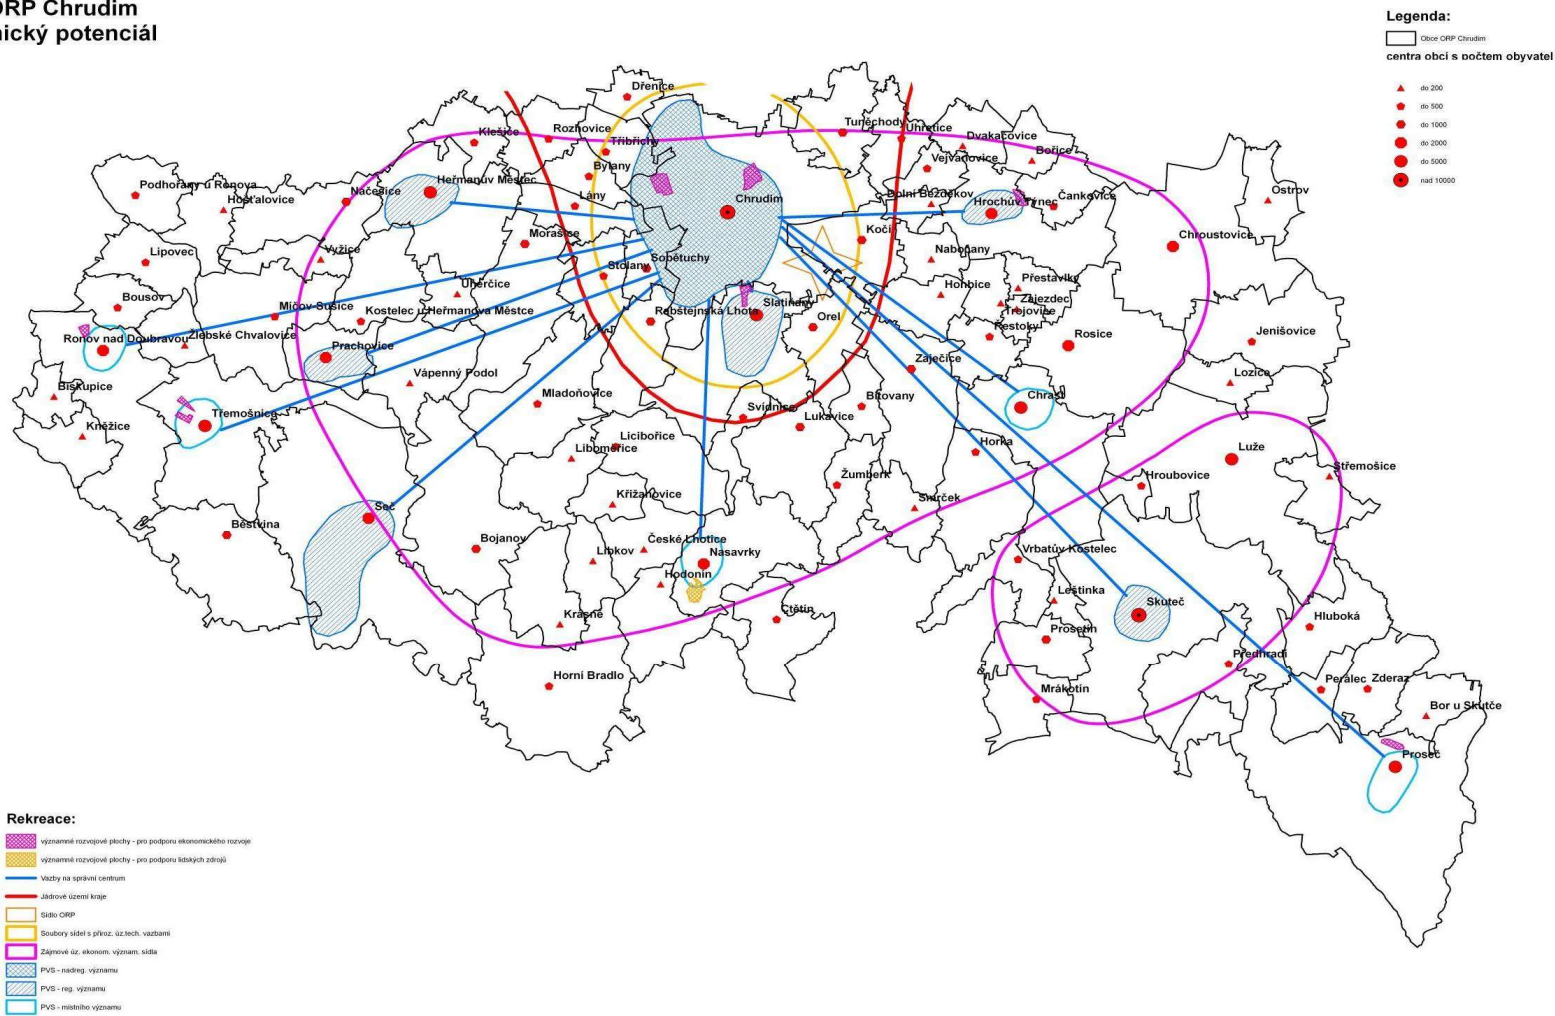 ORP Chrudim
nický potenciál
Legenda:
Obce ORP Chrudim
centra obcí s počtem obyvatel
do 200
do 500
do 1000
do 2000
do 5000
nad 10000
Dřenice
Klešice
Rozhovice
Třibřichy
Tuněchody
Úhřetice
Dvakačovice
Bořice
Vejvanovice
Bylany
Podhořany u Ronova
Hošťalovice
Načešice
Heřmanův Městec
Lány
Chrudim
Dolní Bezděkov
Hrochův Týnec
Čankovice
Ostrov
Morašice
Kočí
Chroustovice
Lipovec
Vyžice
Sobětuchy
Stolany
Nabočany
Bousov
Míčov-Sušice
Úherčice
Kostelec u Heřmanova Městce
Rabštejnská Lhota
Slatiňany
Orel
Honbice
Přestavlky
Zájezdec
Trojovice
Řestoky
Rosice
Jenišovice
Ronov nad Doubravou
Žlebské Chvalovice
Prachovice
Biskupice
Vápenný Podol
Zaječice
Lozice
Kněžice
Třemošnice
Mladoňovice
Svídnice
Lukavice
Bítovany
Chrast
Licibořice
Liboměřice
Horka
Luže
Křižanovice
Žumberk
Smrček
Hroubovice
Střemošice
Seč
Běstvina
Bojanov
Libkov
České Lhotice
Nasavrky
Hodonín
Vrbatův Kostelec
Leštinka
Skuteč
Krásné
Ctětín
Prosetín
Hluboká
Předhradí
Horní Bradlo
Mrákotín
Perálec
Zderaz
Bor u Skutče
Proseč
Rekreace:
významné rozvojové plochy - pro podporu ekonomického rozvoje
významné rozvojové plochy - pro podporu lidských zdrojů
Vazby na správní centrum
Jádrové území kraje
Sídlo ORP
Soubory sídel s přiroz. úz.tech. vazbami
Zájmové úz. ekonom. význam. sídla
PVS - nadreg. významu
PVS - reg. významu
PVS - místního významu